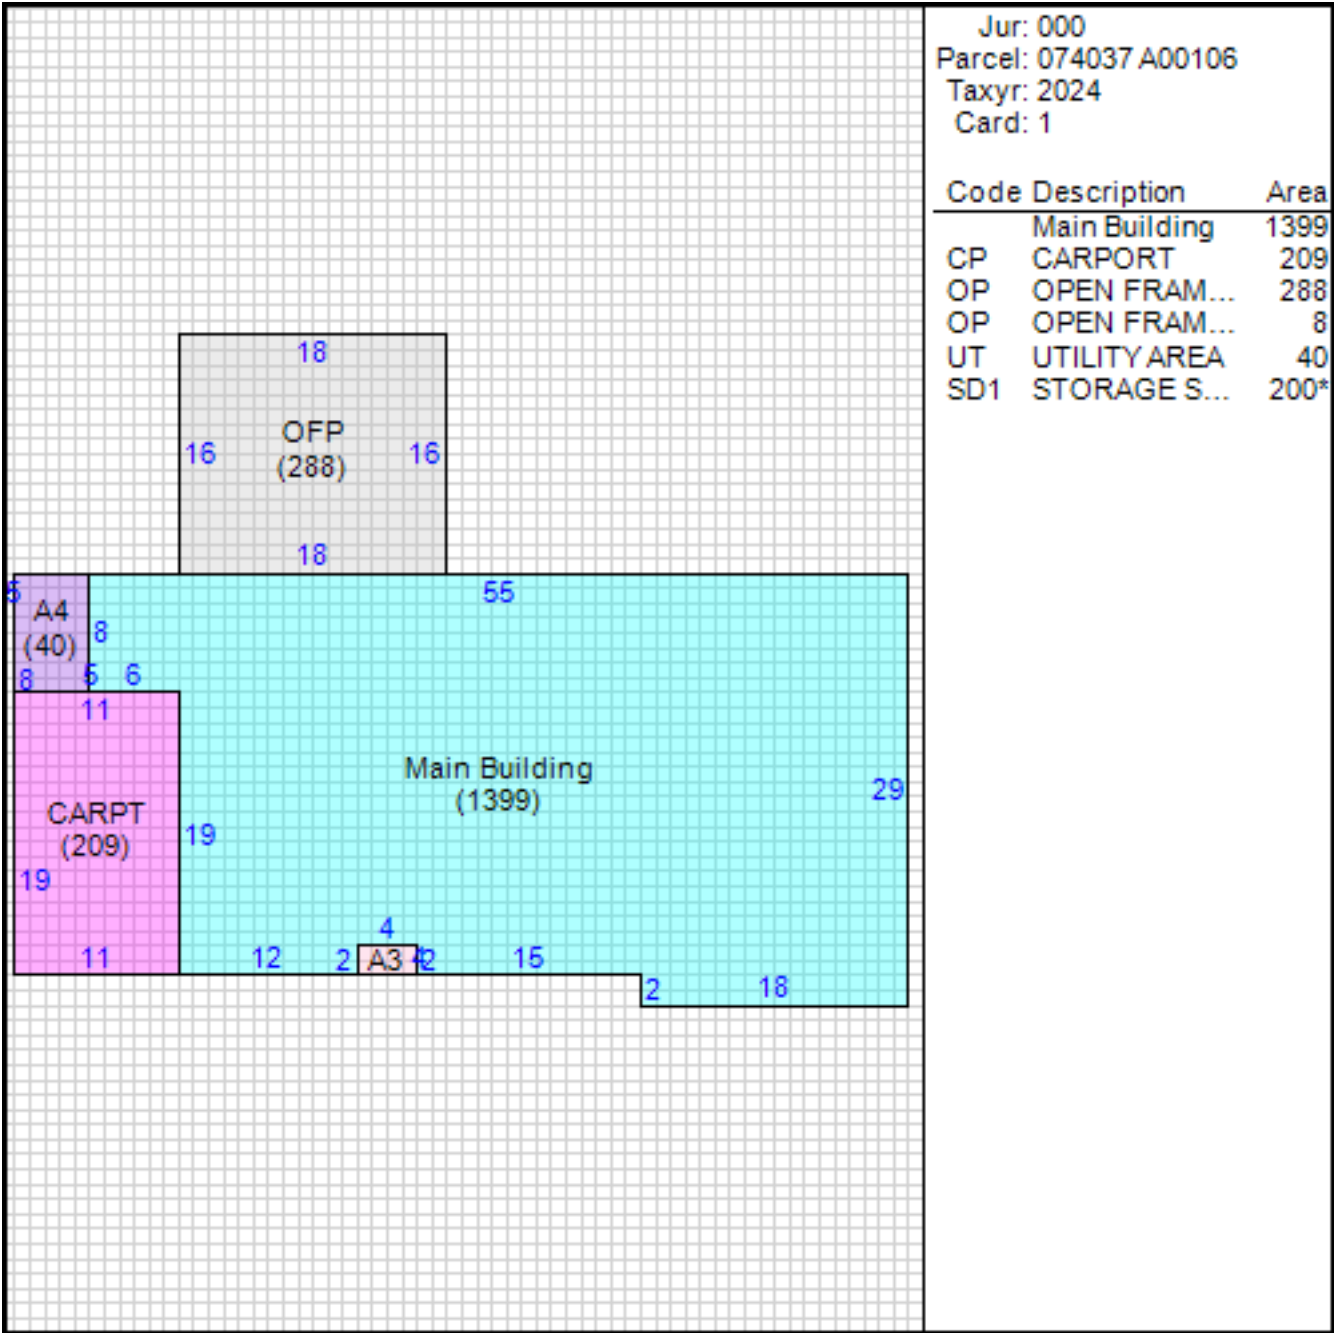 Jur: 000
Parcel: 074037 A00106
Taxyr: 2024
Card: 1
Code Description Area
Main Building 1399
CP CARPORT 209
OP OPEN FRAM... 288
OP OPEN FRAM... 8
UT UTILITY AREA 40
SD1 STORAGE S... 200*
18
OFP
(288)
16
16
18
5
55
A4
(40)
8
8
5
6
11
Main Building
(1399)
29
CARPT
(209)
19
19
4
11
12
2
A3
4
2
15
2
18